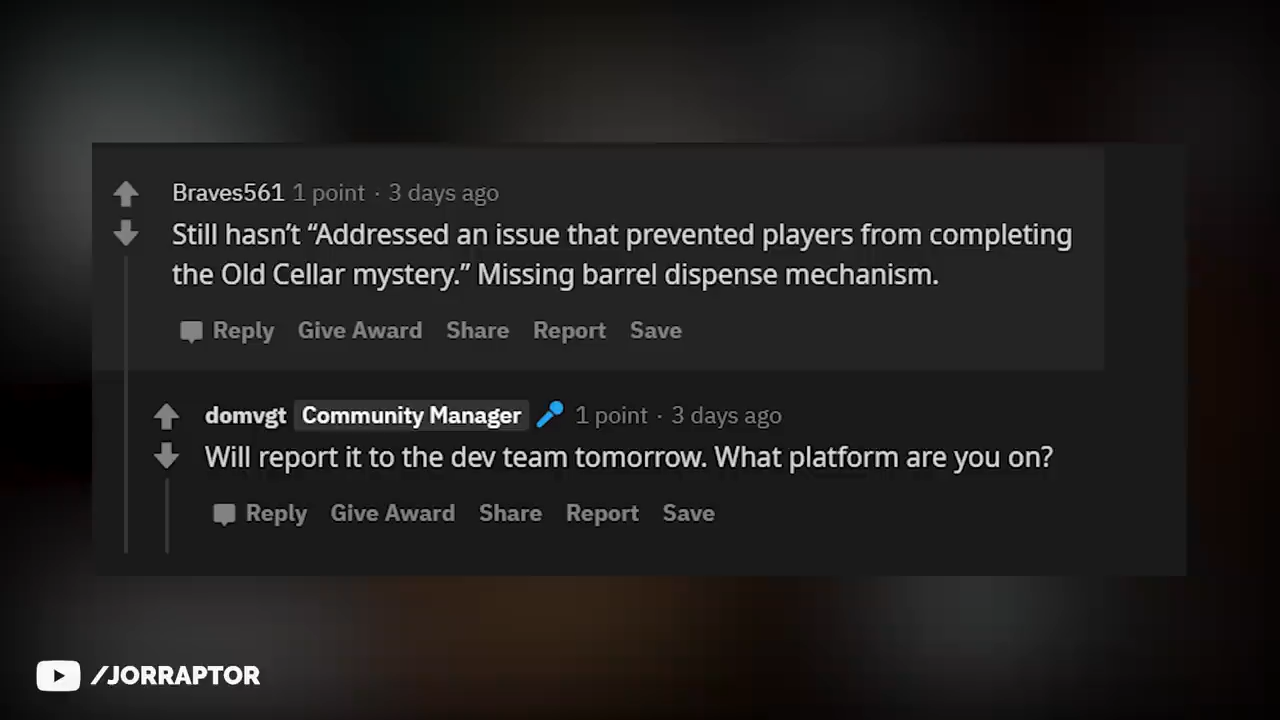 Braves561 1 point · 3 days ago
Still hasn't “Addressed an issue that prevented players from completing
the Old Cellar mystery.” Missing barrel dispense mechanism.
Reply Give Award Share Report Save
domvgt Community Manager 1 point · 3 days ago
Will report it to the dev team tomorrow. What platform are you on?
Reply Give Award Share Report Save
/JORRAPTOR